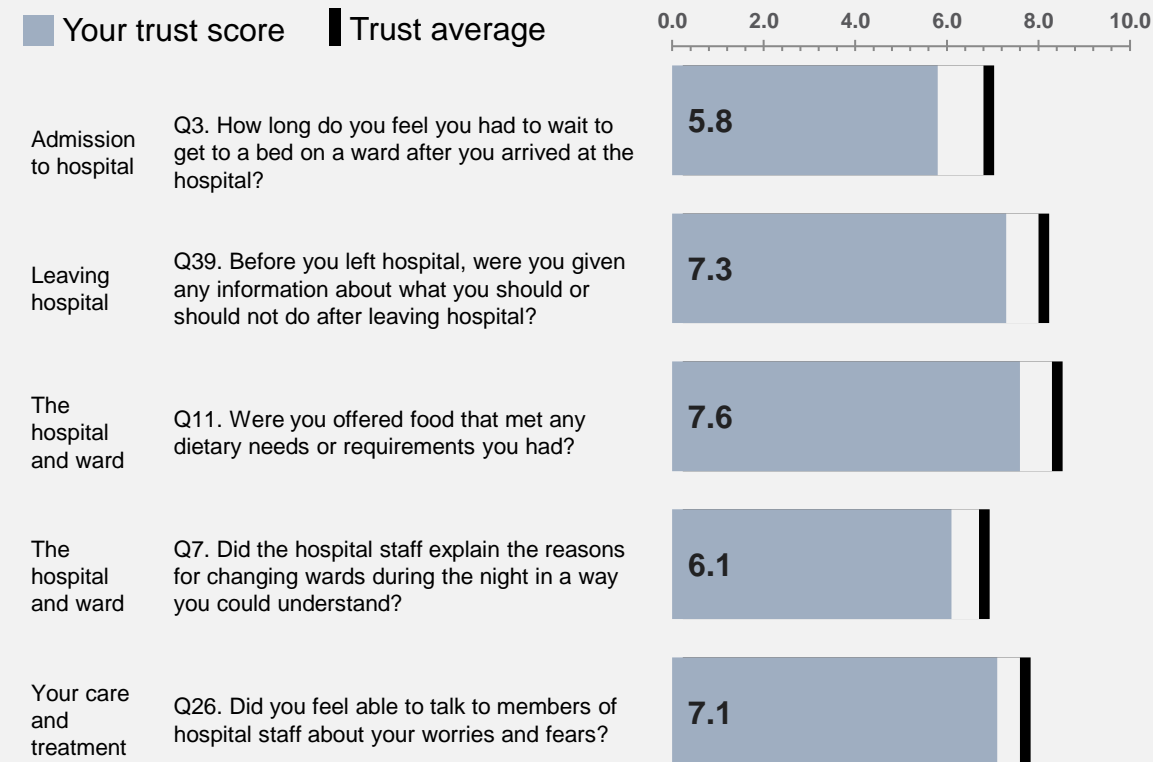 Your trust score
Trust average
0.0 2.0 4.0 6.0 8.0 10.0
Admission
to hospital
Q3. How long do you feel you had to wait to
get to a bed on a ward after you arrived at the
hospital?
5.8
Leaving
hospital
Q39. Before you left hospital, were you given
any information about what you should or
should not do after leaving hospital?
7.3
The
hospital
and ward
Q11. Were you offered food that met any
dietary needs or requirements you had?
7.6
The
hospital
and ward
Q7. Did the hospital staff explain the reasons
for changing wards during the night in a way
you could understand?
6.1
Your care
and
treatment
Q26. Did you feel able to talk to members of
hospital staff about your worries and fears?
7.1